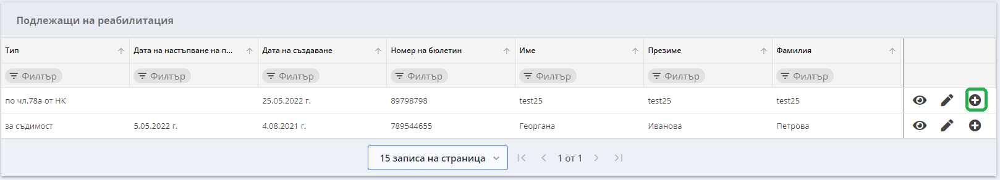 Подлежащи на реабилитация
Тип Дата на настъпване на п... Дата на създаване Номер на бюлетин Име Презиме Фамилия
Филтър Филтър Филтър Филтър Филтър Филтър Филтър
по чл.78а от НК 25.05.2022 г. 89798798 test25 test25 test25
за съдимост 5.05.2022 г. 4.08.2021 г. 789544655 Георгана Иванова Петрова
15 записа на страница 1 от 1